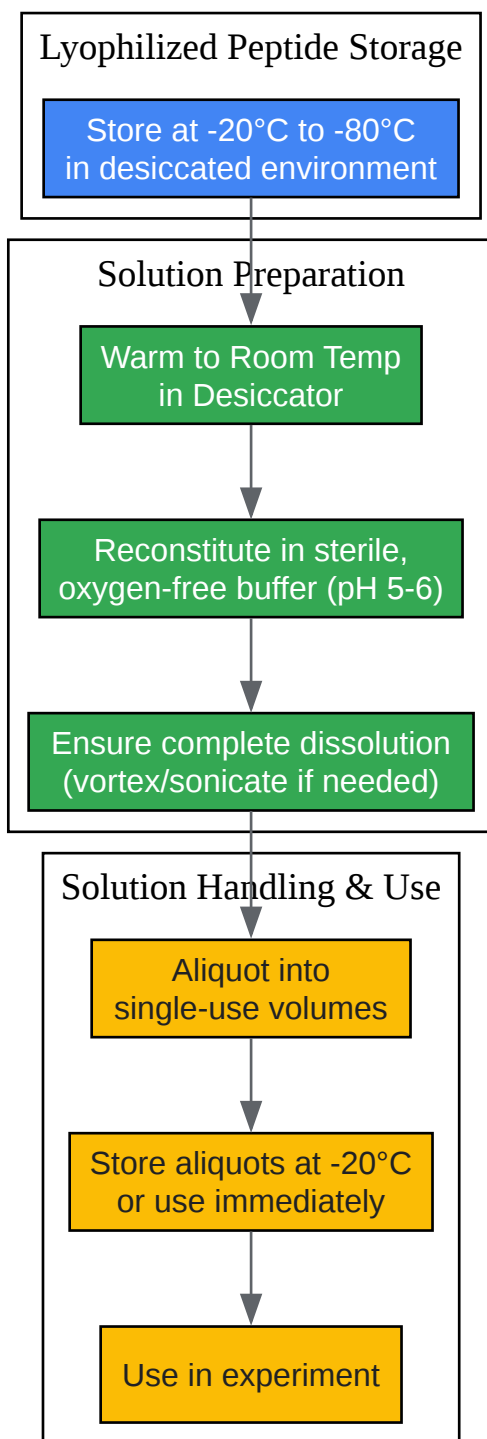 Lyophilized Peptide Storage
Store at -20°C to -80°C
in desiccated environment
Solution Preparation
Warm to Room Temp
in Desiccator
Reconstitute in sterile,
oxygen-free buffer (pH 5-6)
Ensure complete dissolution
(vortex/sonicate if needed)
Solution Handling & Use
Aliquot into
single-use volumes
Store aliquots at -20°C
or use immediately
Use in experiment